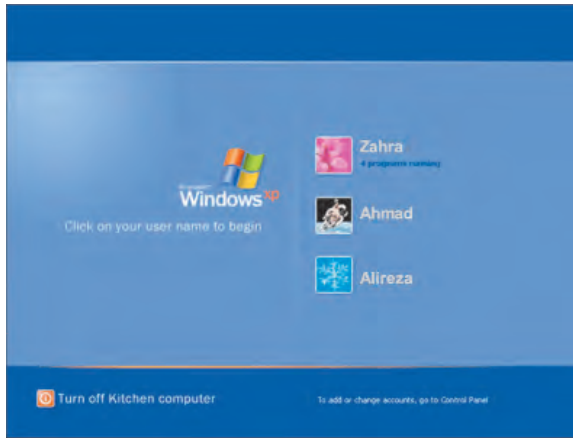 Microsoft
Windows xp
Click on your user name to begin
Zahra
4 programs running
Ahmad
Alireza
Turn off Kitchen computer
To add or change accounts, go to Control Panel